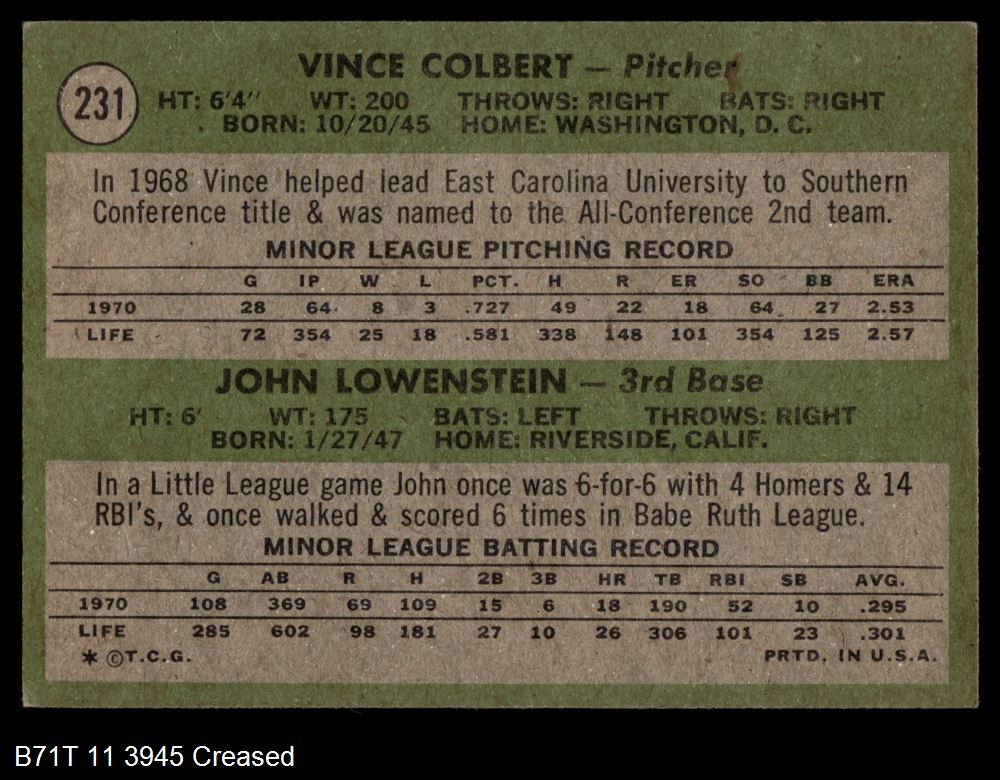 VINCE COLBERT — Pitcher
231
HT: 6'4" WT: 200 THROWS: RIGHT BATS: RIGHT
BORN: 10/20/45 HOME: WASHINGTON, D. C.
In 1968 Vince helped lead East Carolina University to Southern
Conference title & was named to the All-Conference 2nd team.
MINOR LEAGUE PITCHING RECORD
G IP W L PCT. H R ER SO BB ERA
1970 28 64 8 3 .727 49 22 18 64 27 2.53
LIFE 72 354 25 18 .581 338 148 101 354 125 2.57
JOHN LOWENSTEIN — 3rd Base
HT: 6' WT: 175 BATS: LEFT THROWS: RIGHT
BORN: 1/27/47 HOME: RIVERSIDE, CALIF.
In a Little League game John once was 6-for-6 with 4 Homers & 14
RBI's, & once walked & scored 6 times in Babe Ruth League.
MINOR LEAGUE BATTING RECORD
G AB R H 2B 3B HR TB RBI SB AVG.
1970 108 369 69 109 15 6 18 190 52 10 .295
LIFE 285 602 98 181 27 10 26 306 101 23 .301
* ©T.C.G. PRTD. IN U.S.A.
B71T 11 3945 Creased